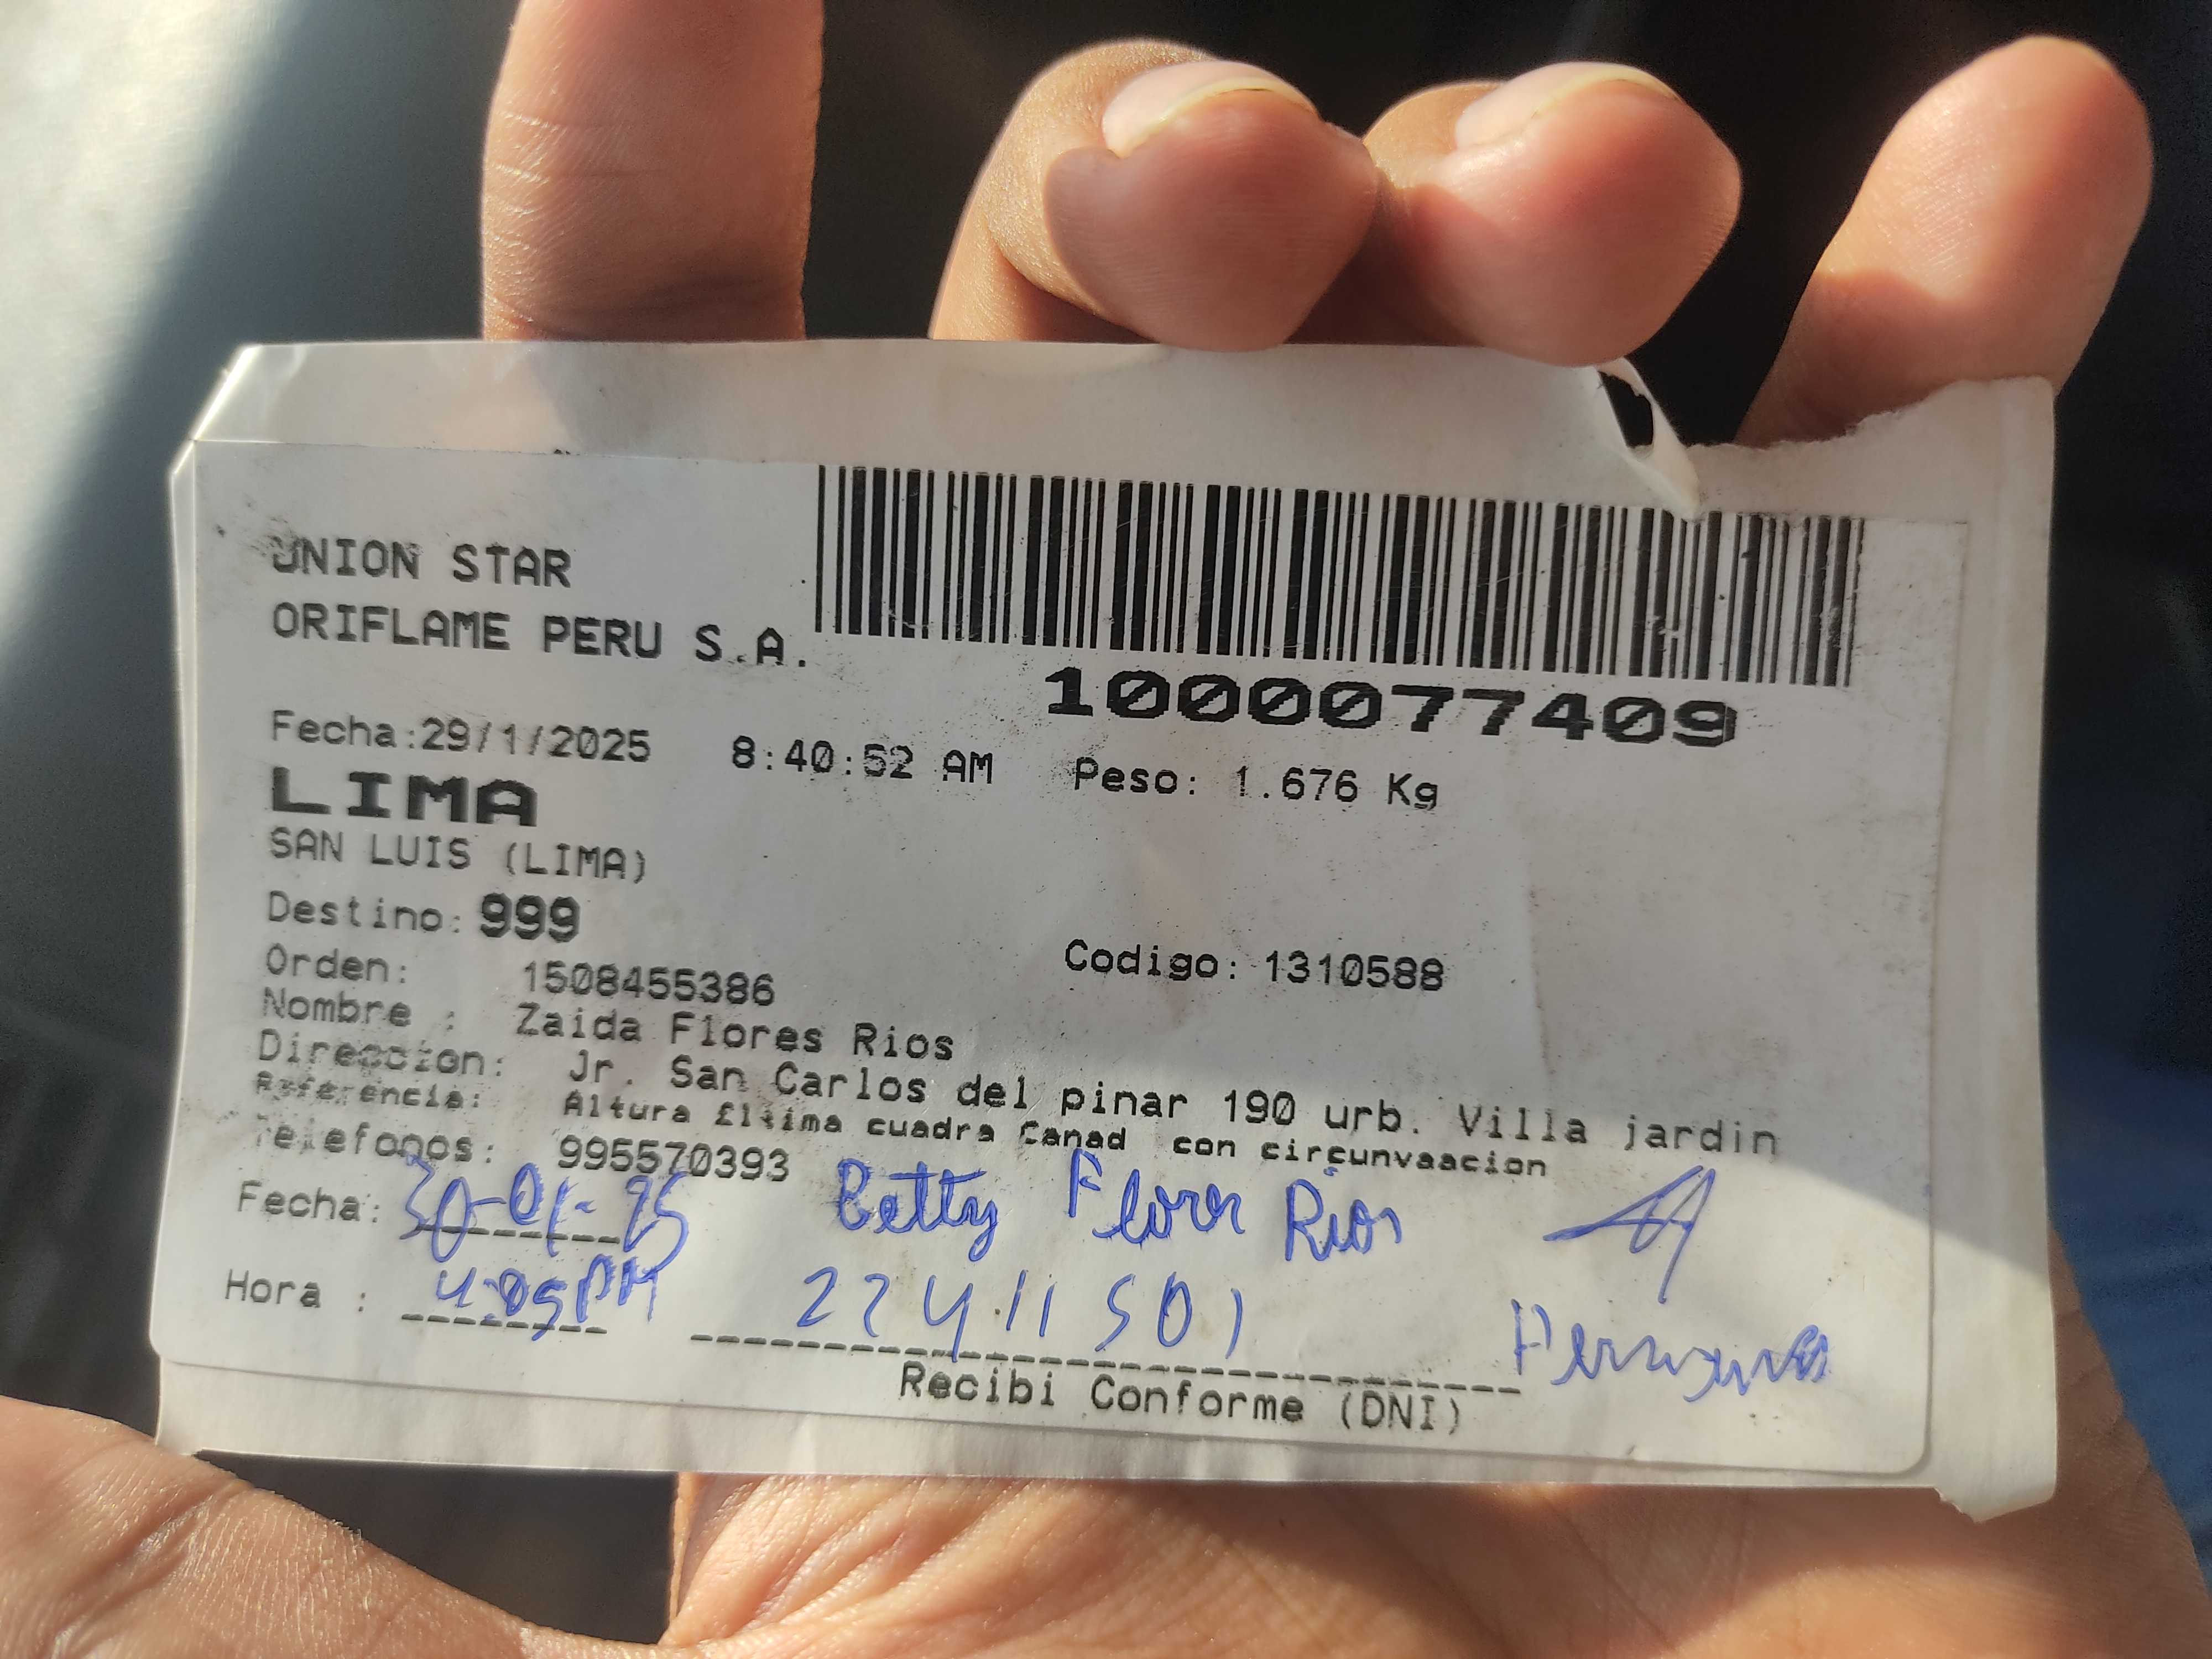 UNION STAR
ORIFLAME PERU S.A.
1000077409
Fecha:29/1/2025 8:40:52 AM Peso: 1.676 Kg
LIMA
SAN LUIS (LIMA)
Destino: 999
Orden: 1508455386 Codigo: 1310588
Nombre : Zaida Flores Rios
Direccion: Jr. San Carlos del pinar 190 urb. Villa jardin
Referencia: Altura £ltima cuadra Canad con circunvaacion
Telefonos: 995570393
Fecha: 30-01-25 Betty Flores Rios
Hora : 4:05PM 22411501
Recibi Conforme (DNI)